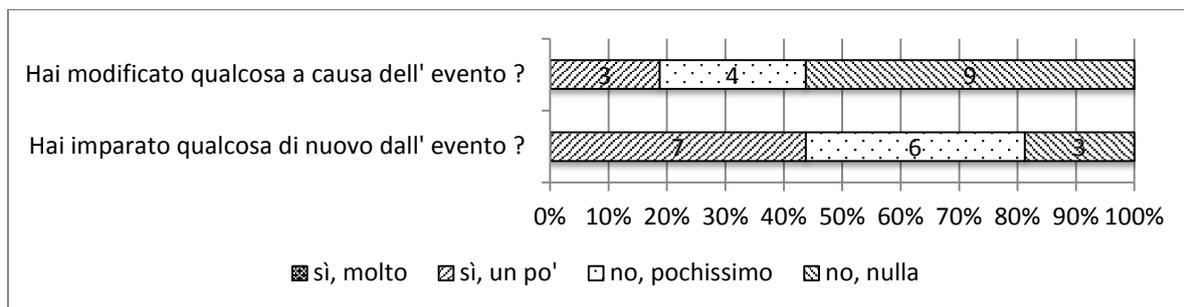 Hai modificato qualcosa a causa dell' evento ?
3 4 9
Hai imparato qualcosa di nuovo dall' evento ?
7 6 3
0% 10% 20% 30% 40% 50% 60% 70% 80% 90% 100%
sì, molto sì, un po' no, pochissimo no, nulla